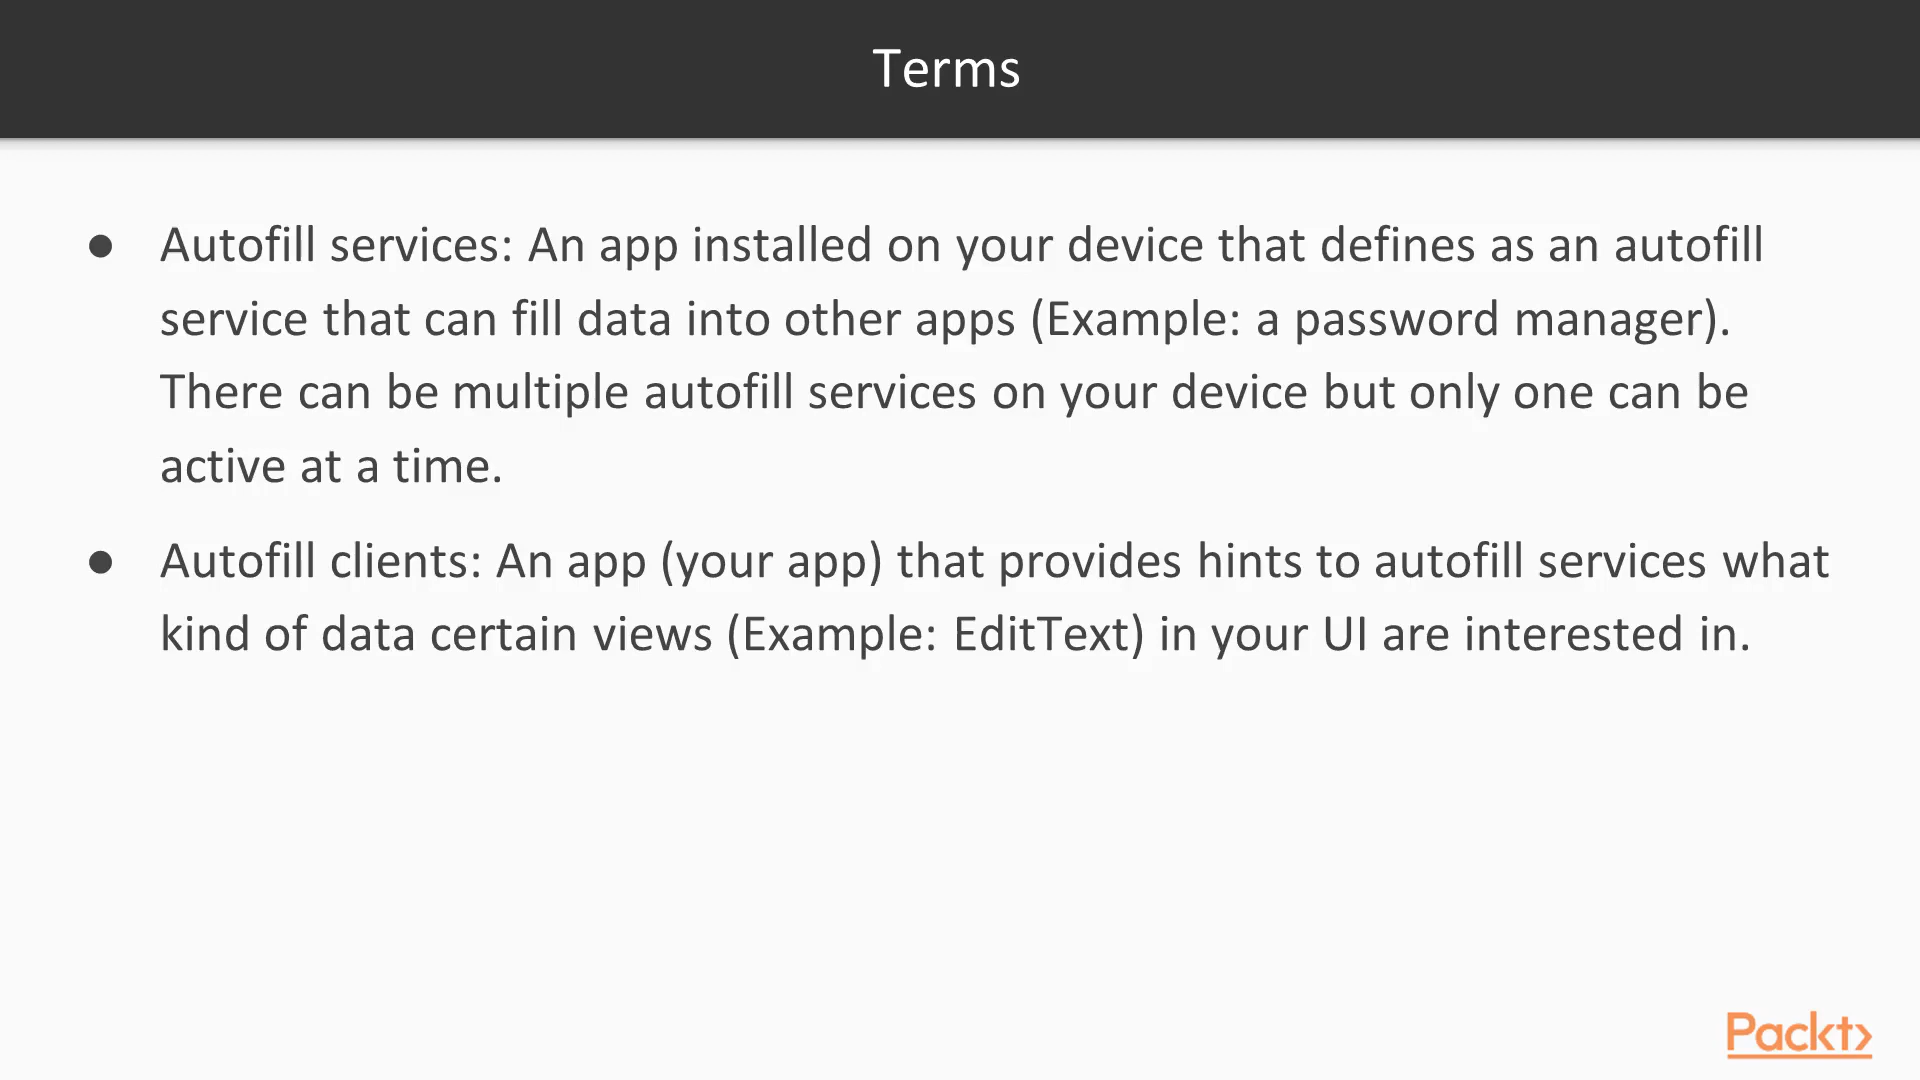 Terms
● Autofill services: An app installed on your device that defines as an autofill
service that can fill data into other apps (Example: a password manager).
There can be multiple autofill services on your device but only one can be
active at a time.
● Autofill clients: An app (your app) that provides hints to autofill services what
kind of data certain views (Example: EditText) in your UI are interested in.
Packt>